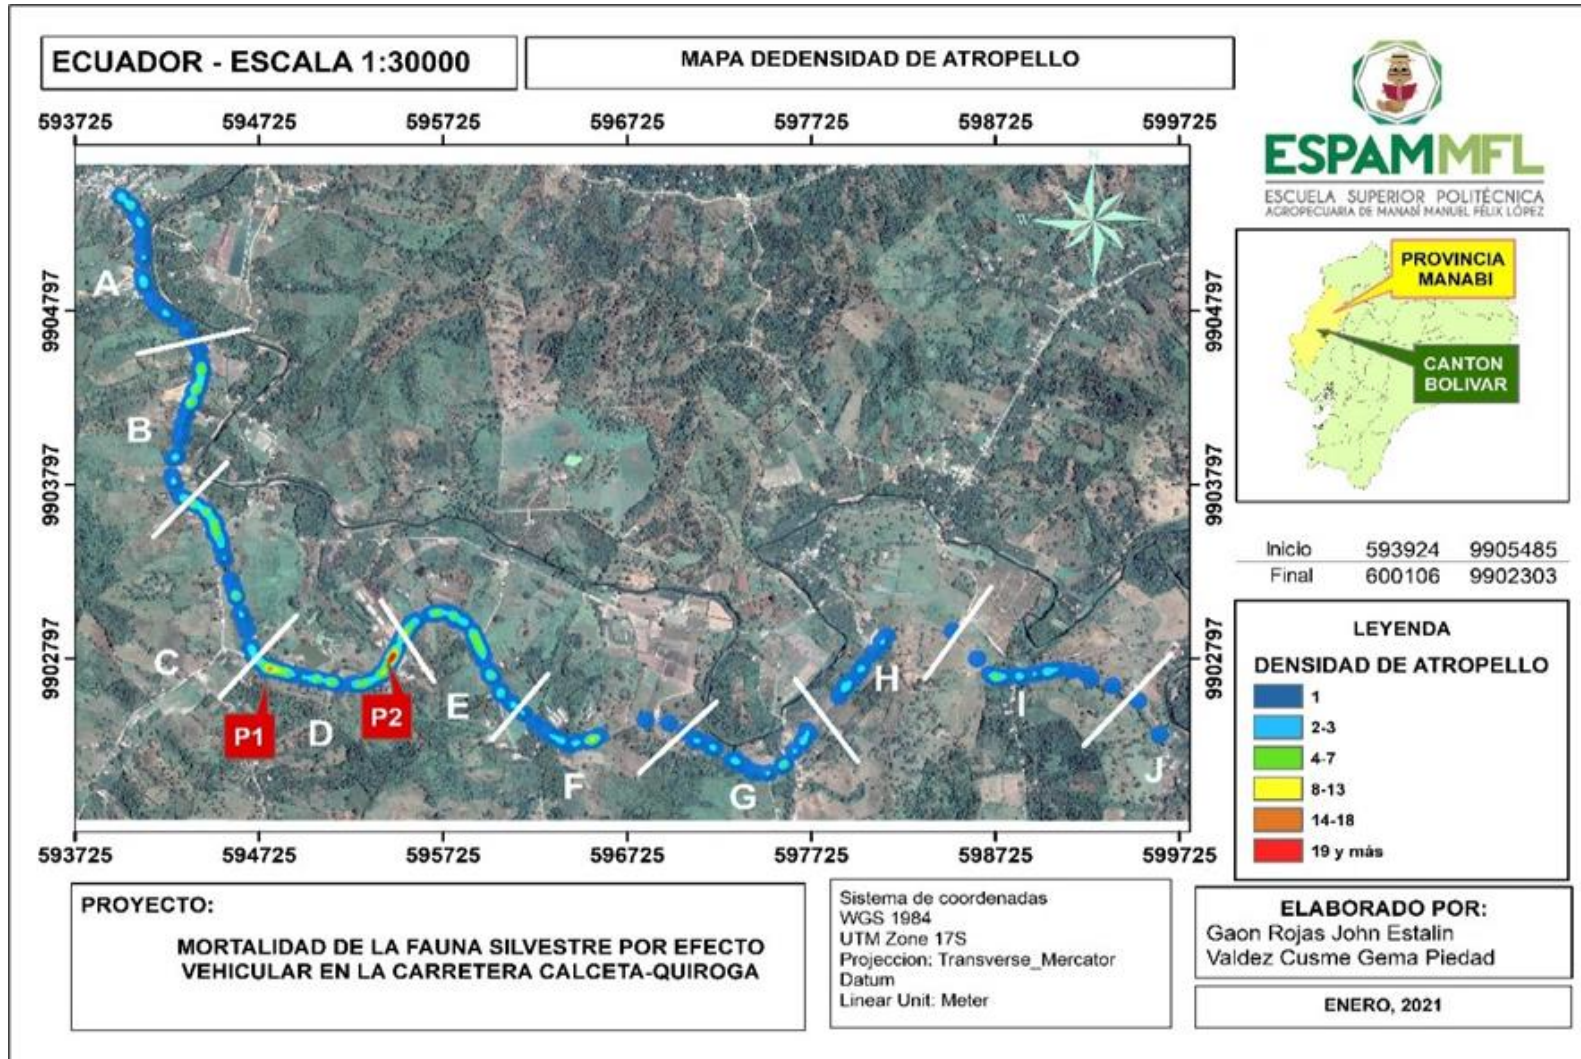 ECUADOR - ESCALA 1:30000
MAPA DEDENSIDAD DE ATROPELLO
ESPAMMFL
ESCUELA SUPERIOR POLITÉCNICA
AGROPECUARIA DE MANABÍ MANUEL FÉLIX LÓPEZ
593725 594725 595725 596725 597725 598725 599725
N
9904797
9903797
9902797
9904797
9903797
9902797
A
B
C
D
E
F
G
H
I
J
P1
P2
593725 594725 595725 596725 597725 598725 599725
PROVINCIA
MANABI
CANTON
BOLIVAR
Inicio 593924 9905485
Final 600106 9902303
LEYENDA
DENSIDAD DE ATROPELLO
1
2-3
4-7
8-13
14-18
19 y más
PROYECTO:
MORTALIDAD DE LA FAUNA SILVESTRE POR EFECTO
VEHICULAR EN LA CARRETERA CALCETA-QUIROGA
Sistema de coordenadas
WGS 1984
UTM Zone 17S
Projeccion: Transverse_Mercator
Datum
Linear Unit: Meter
ELABORADO POR:
Gaon Rojas John Estalin
Valdez Cusme Gema Piedad
ENERO, 2021